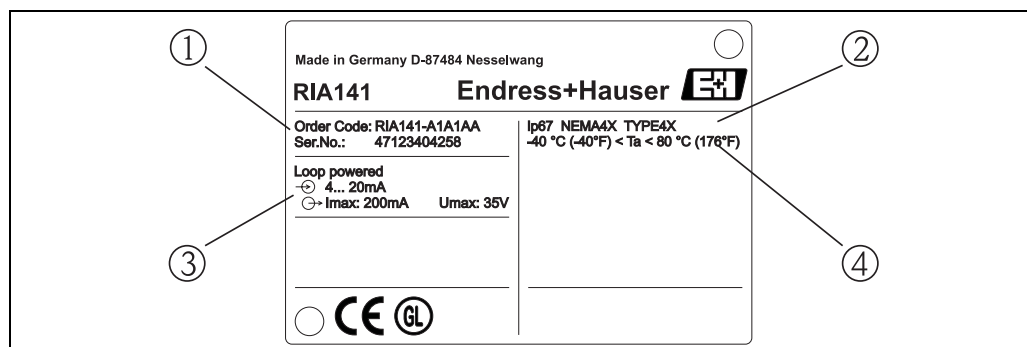 ①
②
Made in Germany D-87484 Nesselwang
RIA141 Endress+Hauser E+H
Order Code: RIA141-A1A1AA
Ser.No.: 47123404258
Ip67 NEMA4X TYPE4X
-40 °C (-40°F) < Ta < 80 °C (176°F)
Loop powered
4... 20mA
Imax: 200mA Umax: 35V
③
④
CE GL